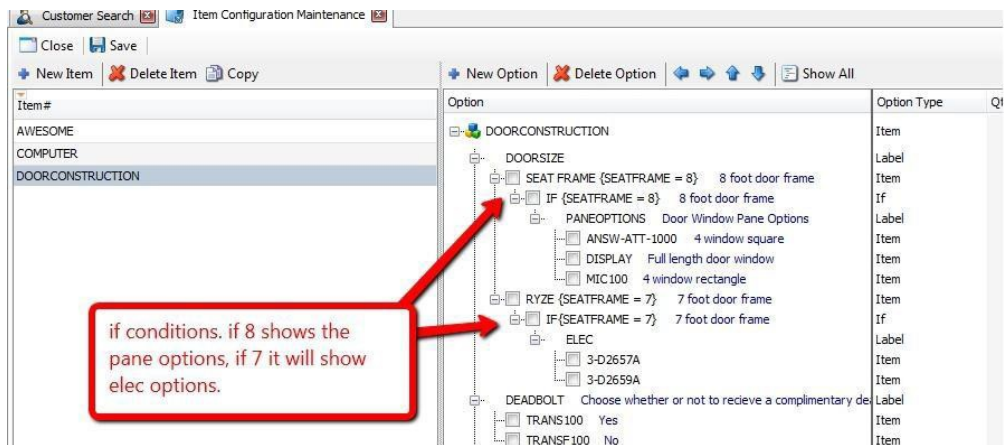 Customer Search Item Configuration Maintenance
Close Save
New Item Delete Item Copy New Option Delete Option Show All
Item# Option Option Type
AWESOME DOORCONSTRUCTION Item
COMPUTER DOORSIZE Label
DOORCONSTRUCTION SEAT FRAME {SEATFRAME = 8} 8 foot door frame Item
IF {SEATFRAME = 8} 8 foot door frame If
PANEOPTIONS Door Window Pane Options Label
ANSW-ATT-1000 4 window square Item
DISPLAY Full length door window Item
MIC100 4 window rectangle Item
RYZE {SEATFRAME = 7} 7 foot door frame Item
IF{SEATFRAME = 7} 7 foot door frame If
ELEC Label
3-D2657A Item
3-D2659A Item
DEADBOLT Choose whether or not to recieve a complimentary Label
TRANS100 Yes Item
TRANSF100 No Item
if conditions. if 8 shows the
pane options, if 7 it will show
elec options.